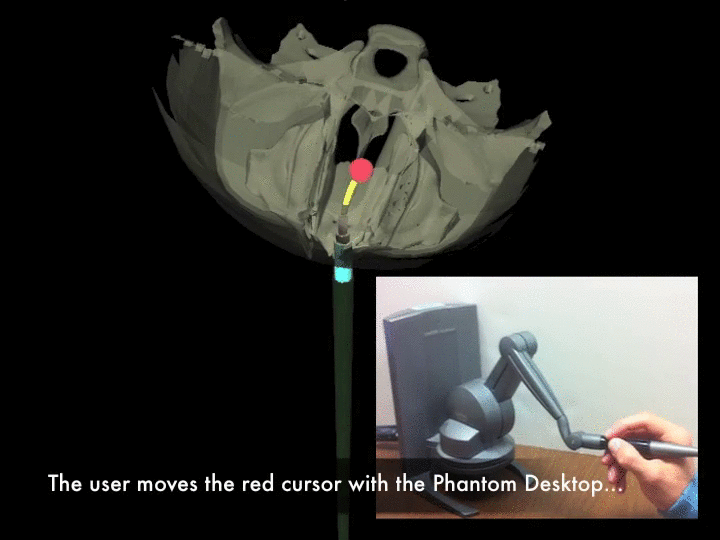 The user moves the red cursor with the Phantom Desktop...